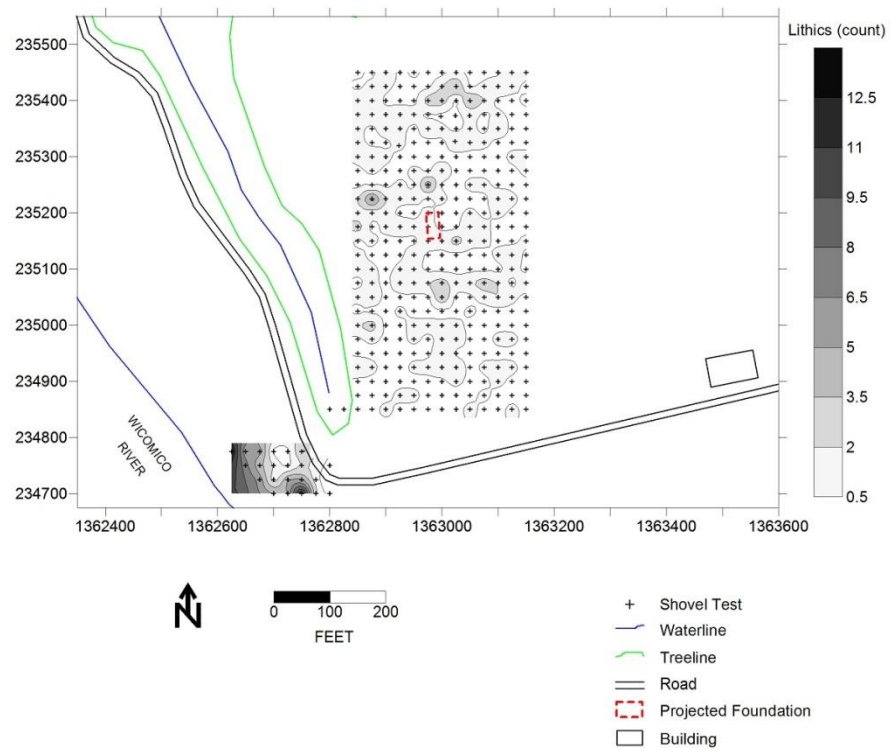 Lithics (count)
235500
235400
235300
235200
235100
235000
234900
234800
234700
12.5
11
9.5
8
6.5
5
3.5
2
0.5
WICOMICO
RIVER
1362400
1362600
1362800
1363000
1363200
1363400
1363600
N
0
100
200
FEET
Shovel Test
Waterline
Treeline
Road
Projected Foundation
Building